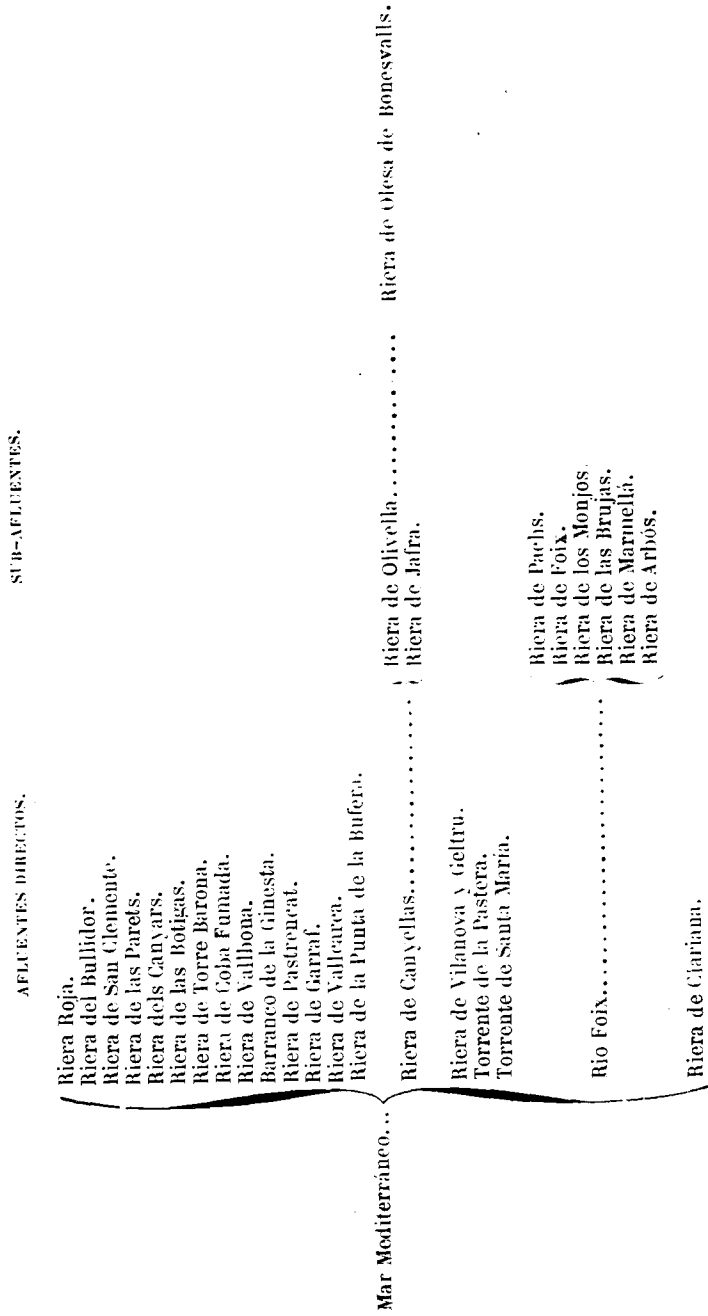 AFLUENTES DIRECTOS.
SUB-AFLUENTES.
Mar Mediterráneo...
Riera Roja.
Riera del Bullidor.
Riera de San Clemente.
Riera de las Parets.
Riera dels Canyars.
Riera de las Botigas.
Riera de Torre Barona.
Riera de Coba Fumada.
Riera de Vallbona.
Barranco de la Ginesta.
Riera de Pastrencat.
Riera de Garraf.
Riera de Vallcarca.
Riera de la Punta de la Bufera.
Riera de Canyellas................
Riera de Olivella............ .... Riera de Olesa de Bonesvalls.
Riera de Jafra.
Riera de Vilanova y Geltru.
Torrente de la Pastera.
Torrente de Santa María.
Rio Foix..........................
Riera de Pachs.
Riera de Foix.
Riera de los Monjos.
Riera de las Brujas.
Riera de Marmellá.
Riera de Arbós.
Riera de Clariana.